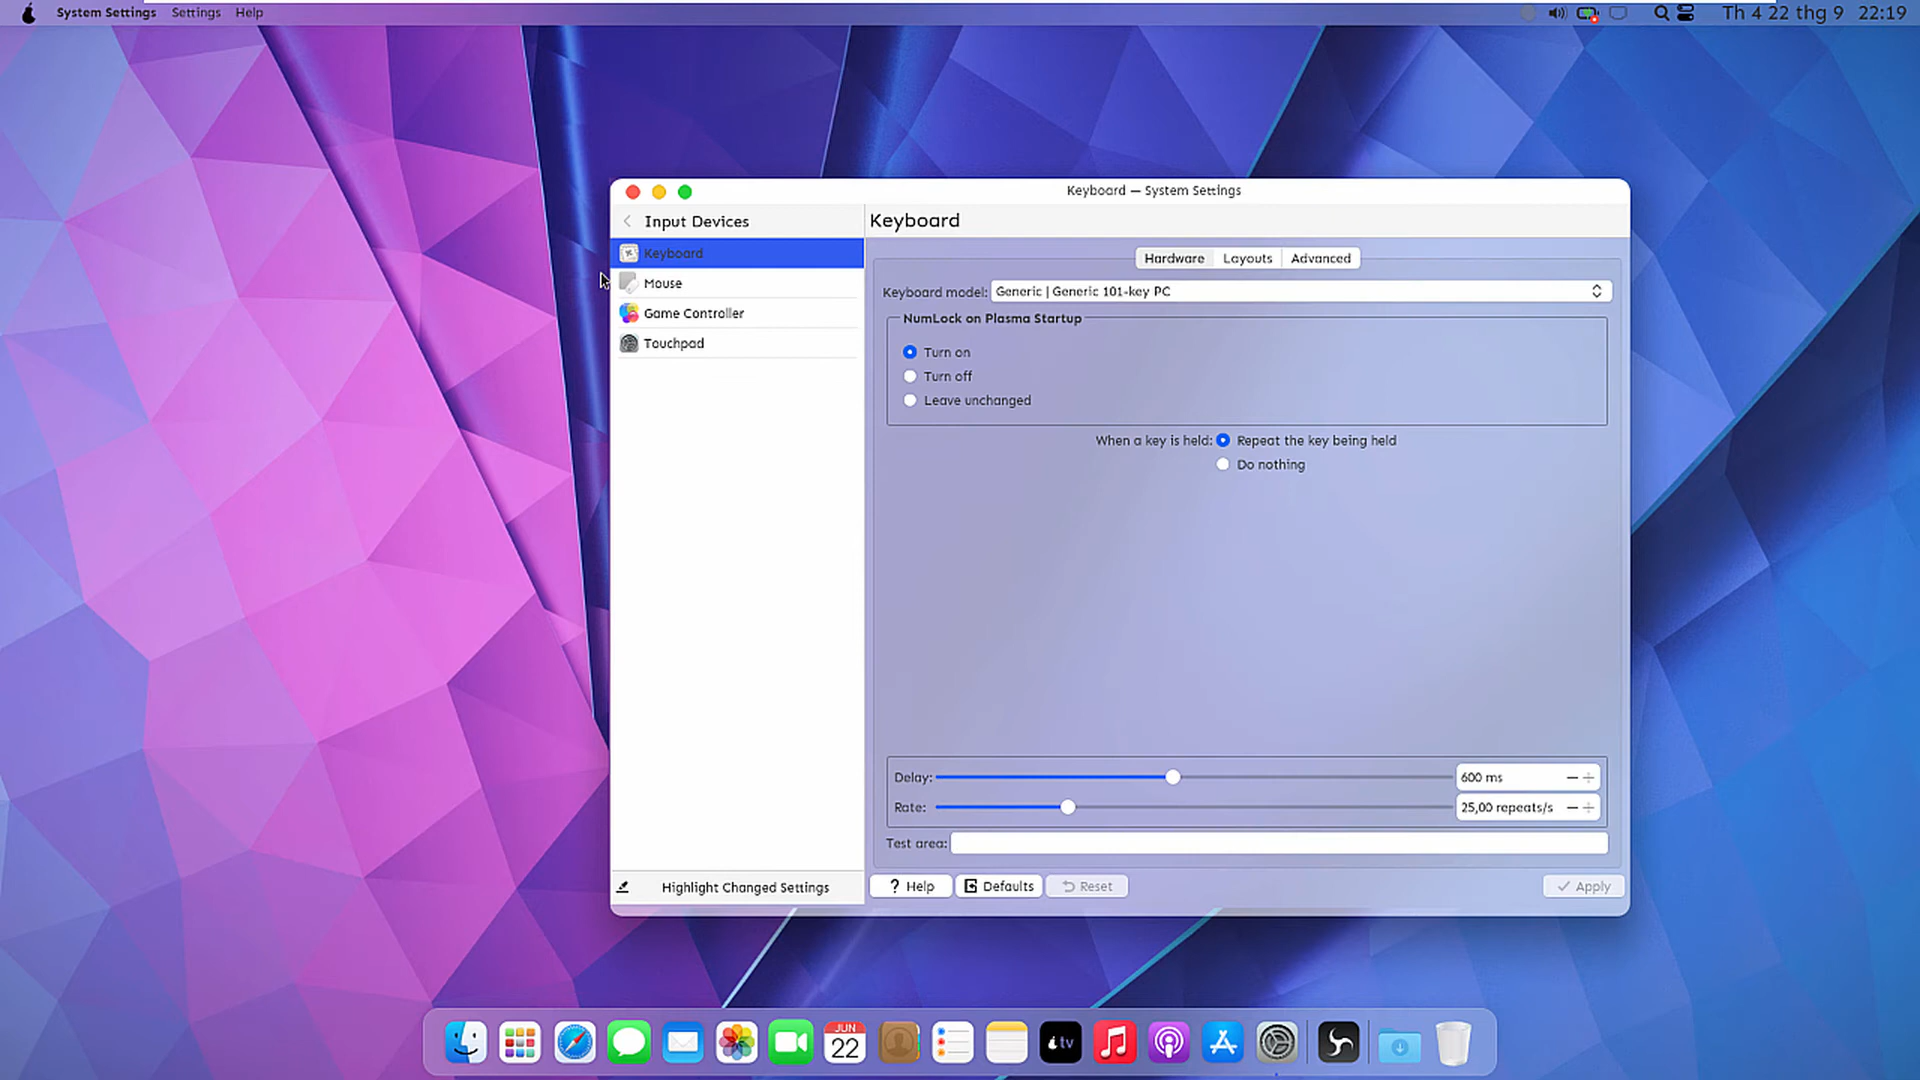 System Settings Settings Help
Th 4 22 thg 9 22:19
Keyboard — System Settings
Input Devices
Keyboard
Mouse
Game Controller
Touchpad
Highlight Changed Settings
Keyboard
Hardware Layouts Advanced
Keyboard model: Generic | Generic 101-key PC
NumLock on Plasma Startup
Turn on
Turn off
Leave unchanged
When a key is held: Repeat the key being held
Do nothing
Delay: 600 ms
Rate: 25,00 repeats/s
Test area:
? Help Defaults Reset Apply
JUN
22
tv